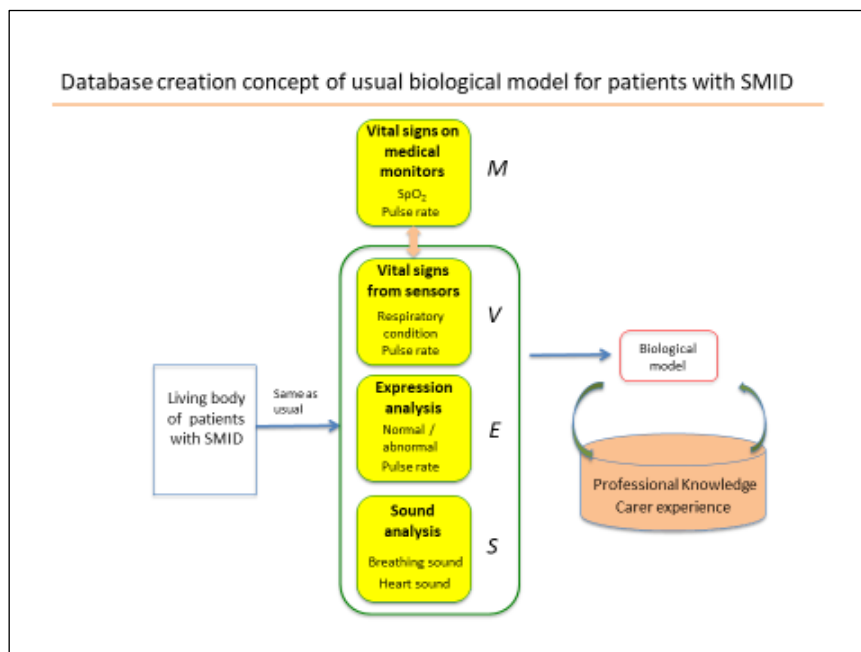 Database creation concept of usual biological model for patients with SMID
Vital signs on
medical
monitors
SpO₂
Pulse rate
M
Vital signs
from sensors
Respiratory
condition
Pulse rate
V
Living body
of patients
with SMID
Same as
usual
Expression
analysis
Normal /
abnormal
Pulse rate
E
Sound
analysis
Breathing sound
Heart sound
S
Biological
model
Professional Knowledge
Carer experience